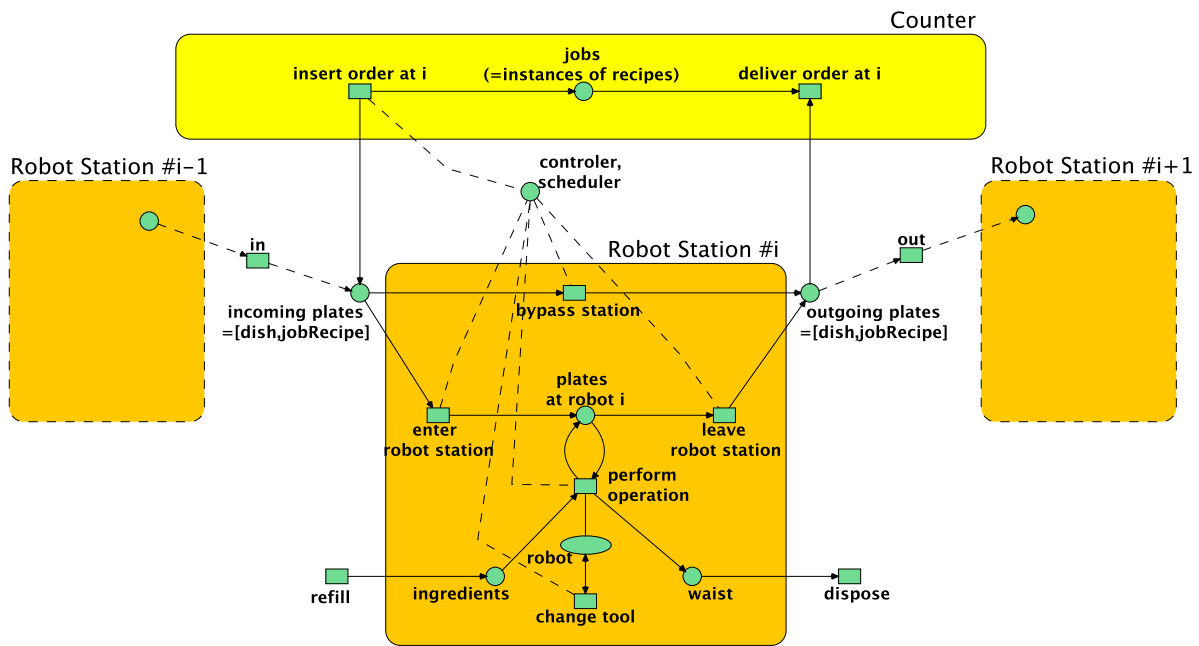 Counter
jobs
(=instances of recipes)
insert order at i
deliver order at i
controler,
scheduler
Robot Station #i-1
Robot Station #i+1
in
out
Robot Station #i
incoming plates
=[dish,jobRecipe]
bypass station
outgoing plates
=[dish,jobRecipe]
plates
at robot i
enter
robot station
leave
robot station
perform
operation
robot
refill
ingredients
change tool
waist
dispose